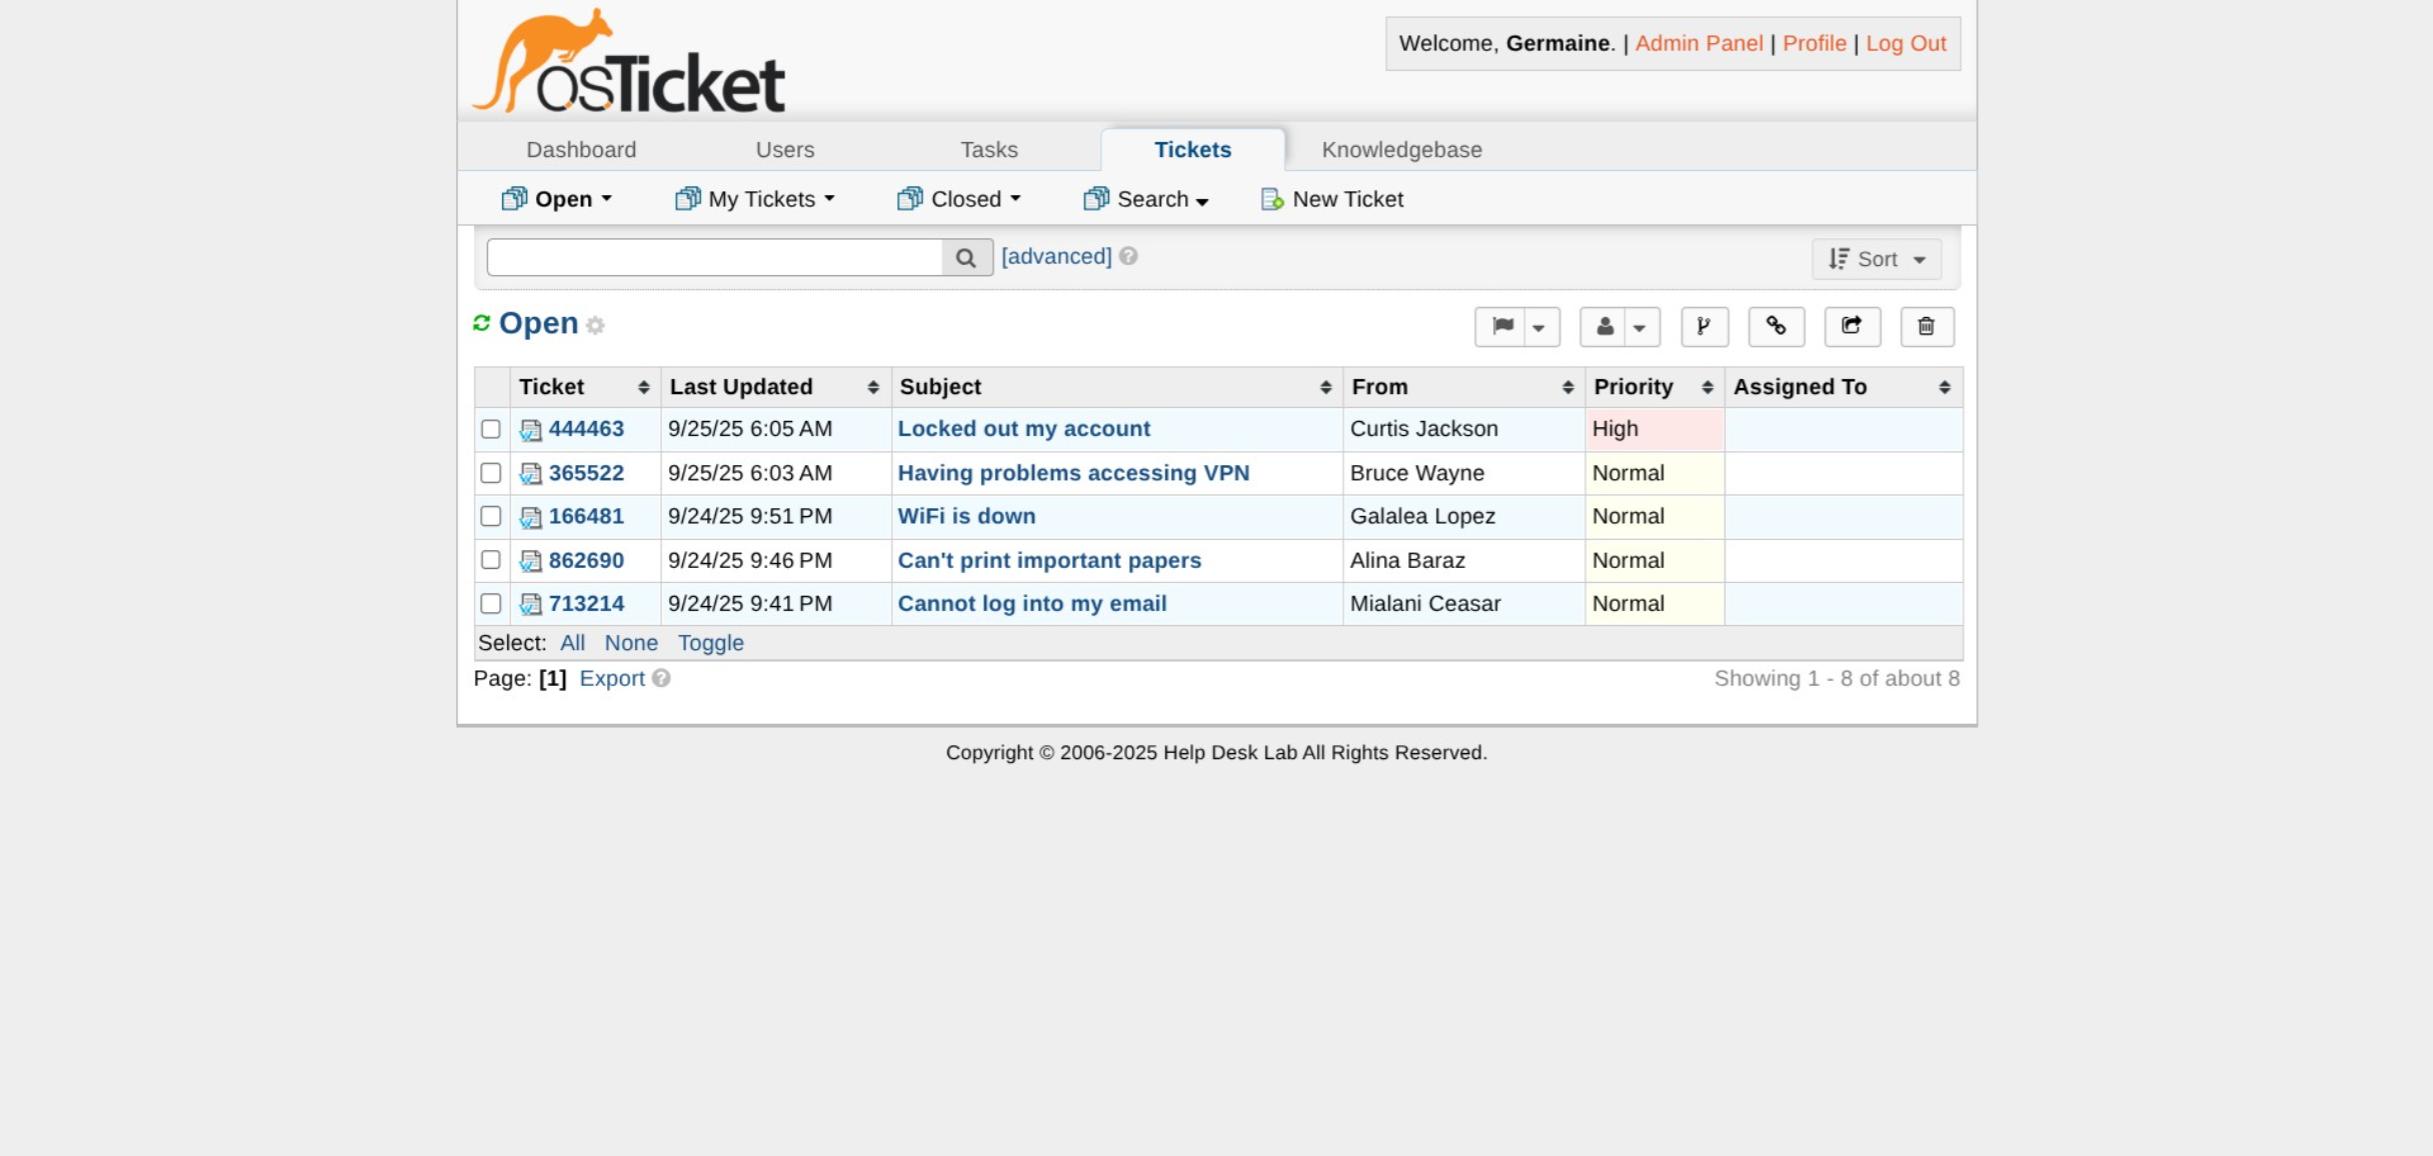 osTicket
Welcome, Germaine. | Admin Panel | Profile | Log Out
Dashboard Users Tasks Tickets Knowledgebase
Open My Tickets Closed Search New Ticket
[advanced] ? Sort
Open
Ticket Last Updated Subject From Priority Assigned To
444463 9/25/25 6:05 AM Locked out my account Curtis Jackson High
365522 9/25/25 6:03 AM Having problems accessing VPN Bruce Wayne Normal
166481 9/24/25 9:51 PM WiFi is down Galalea Lopez Normal
862690 9/24/25 9:46 PM Can't print important papers Alina Baraz Normal
713214 9/24/25 9:41 PM Cannot log into my email Mialani Ceasar Normal
Select: All None Toggle
Page: [1] Export ? Showing 1 - 8 of about 8
Copyright © 2006-2025 Help Desk Lab All Rights Reserved.